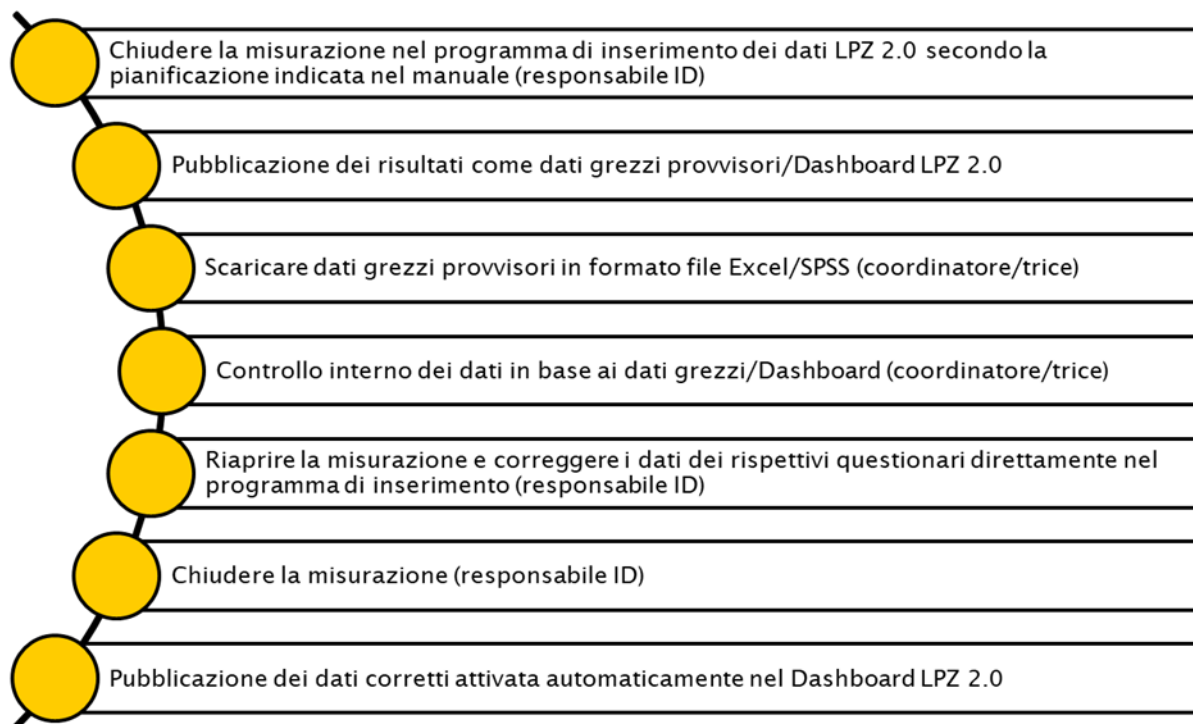 Chiudere la misurazione nel programma di inserimento dei dati LPZ 2.0 secondo la
pianificazione indicata nel manuale (responsabile ID)
Pubblicazione dei risultati come dati grezzi provvisori/Dashboard LPZ 2.0
Scaricare dati grezzi provvisori in formato file Excel/SPSS (coordinatore/trice)
Controllo interno dei dati in base ai dati grezzi/Dashboard (coordinatore/trice)
Riaprire la misurazione e correggere i dati dei rispettivi questionari direttamente nel
programma di inserimento (responsabile ID)
Chiudere la misurazione (responsabile ID)
Pubblicazione dei dati corretti attivata automaticamente nel Dashboard LPZ 2.0